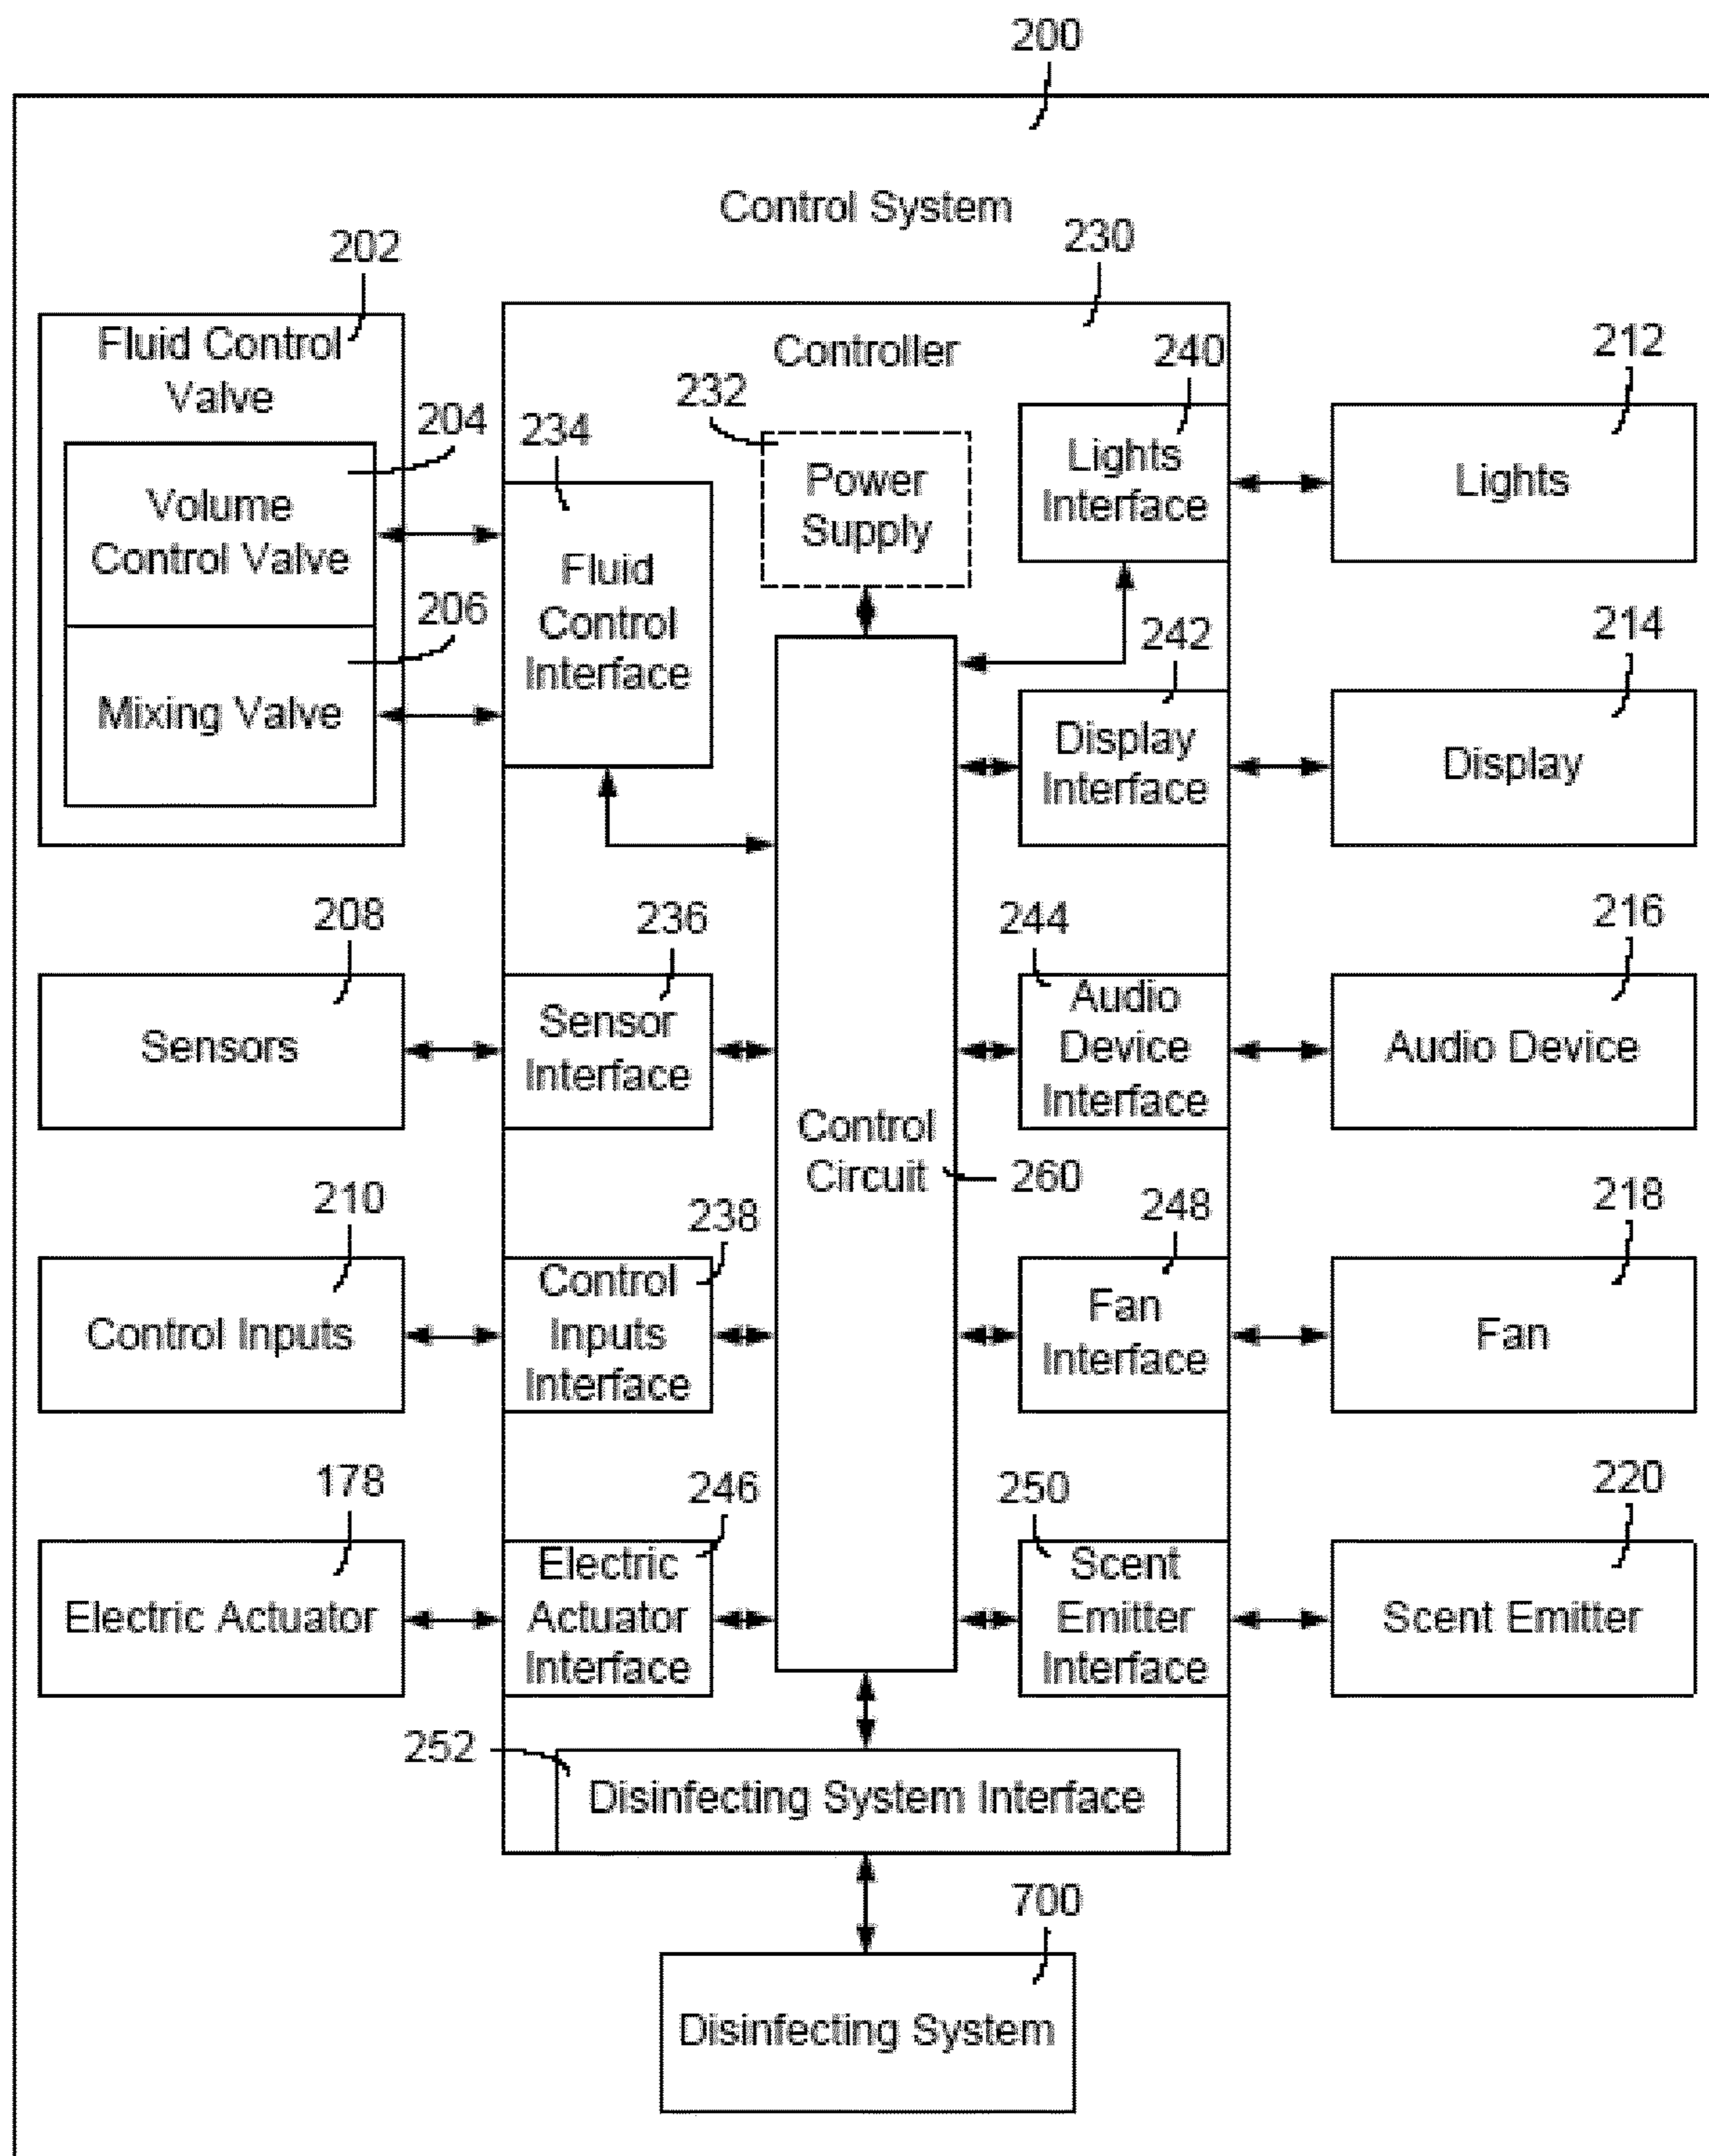 200
Control System
202
230
Fluid Control
Valve
Controller
240
212
204
234
232
Volume
Control Valve
Power
Supply
Lights
Interface
Lights
206
Fluid
Control
Interface
242
214
Mixing Valve
Display
Interface
Display
208
236
244
216
Sensors
Sensor
Interface
Audio
Device
Interface
Audio Device
Control
Circuit
260
210
238
248
218
Control Inputs
Control
Inputs
Interface
Fan
Interface
Fan
178
246
250
220
Electric Actuator
Electric
Actuator
Interface
Scent
Emitter
Interface
Scent Emitter
252
Disinfecting System Interface
700
Disinfecting System